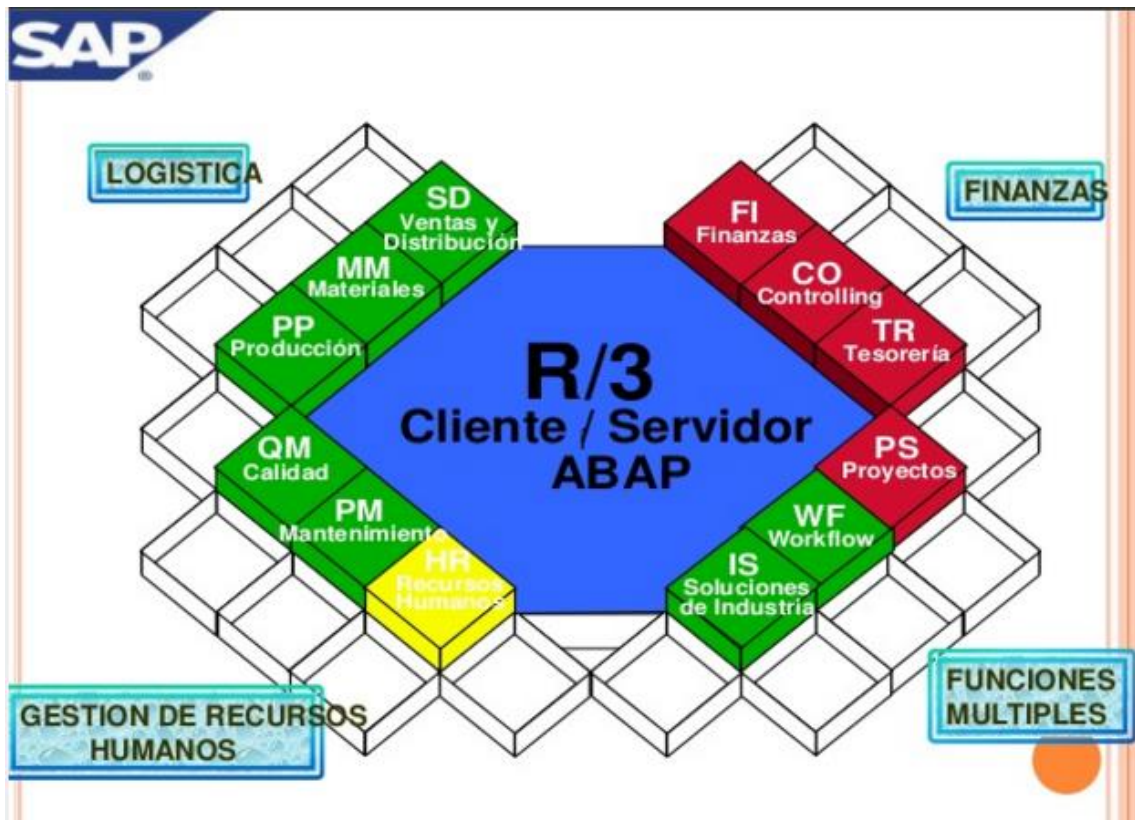 SAP
®
LOGISTICA
FINANZAS
SD
Ventas y
Distribución
MM
Materiales
PP
Producción
FI
Finanzas
CO
Controlling
TR
Tesorería
R/3
Cliente / Servidor
ABAP
QM
Calidad
PM
Mantenimiento
HR
Recursos
Humanos
PS
Proyectos
WF
Workflow
IS
Soluciones
de Industria
GESTION DE RECURSOS
HUMANOS
FUNCIONES
MULTIPLES